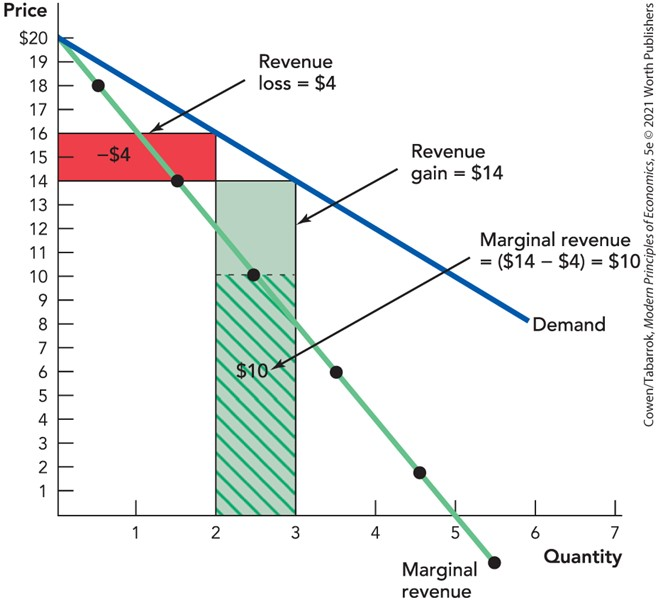 Price
$20
19
18
17
16
15
14
13
12
11
10
9
8
7
6
5
4
3
2
1
Revenue
loss = $4
–$4
Revenue
gain = $14
Marginal revenue
= ($14 – $4) = $10
Demand
$10
1 2 3 4 5 6 7
Quantity
Marginal
revenue
Cowen/Tabarrok, Modern Principles of Economics, 5e © 2021 Worth Publishers